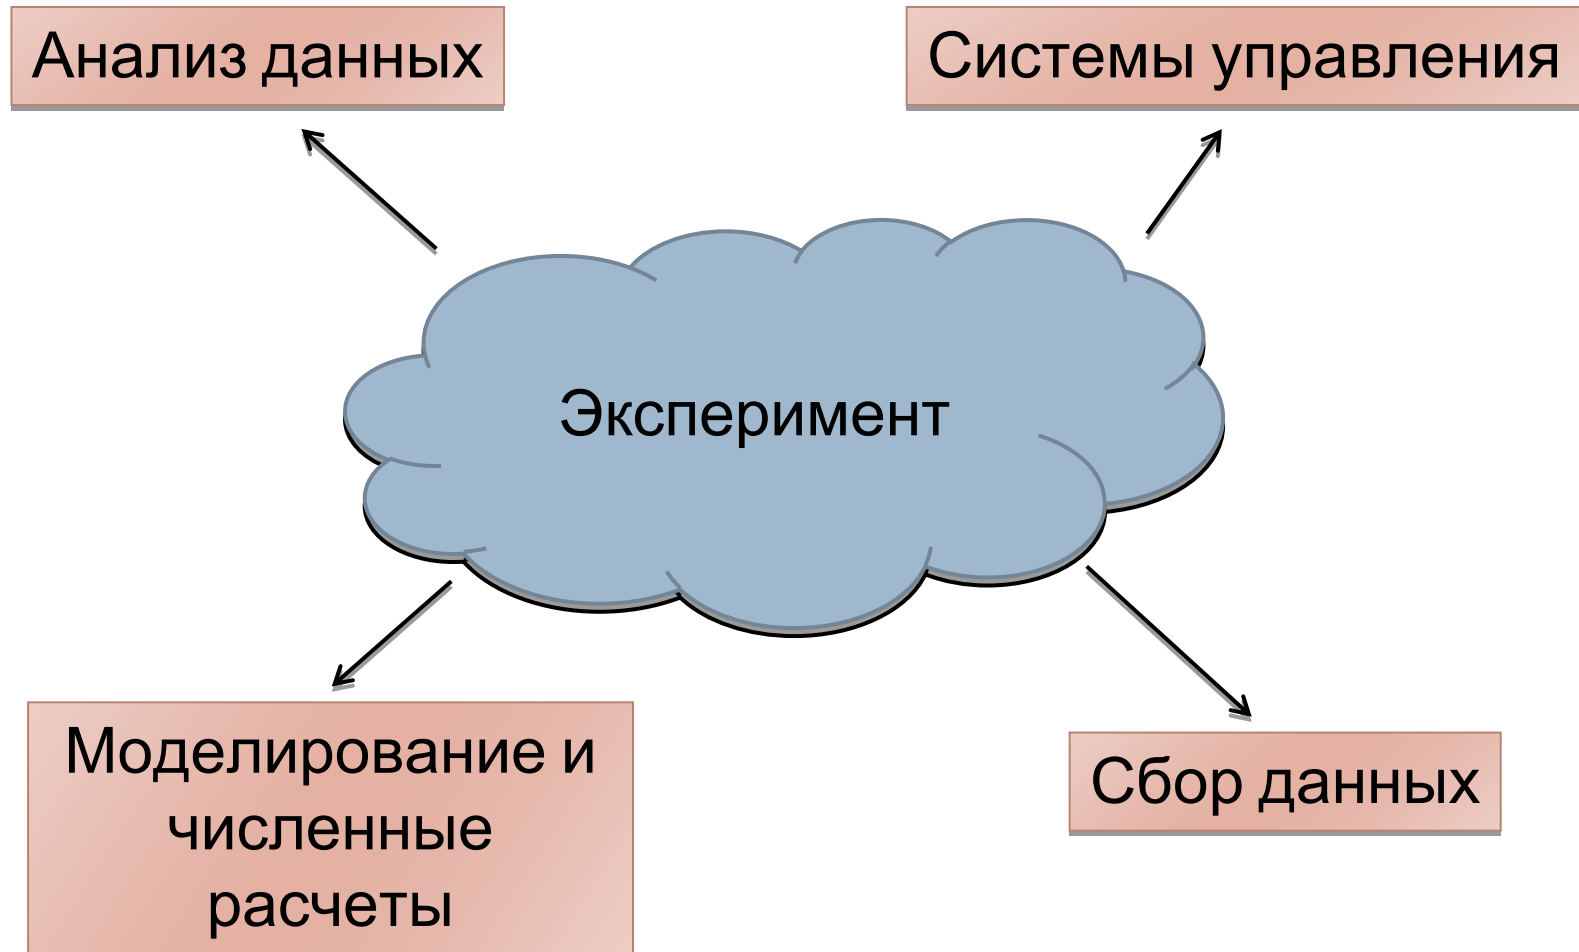 Анализ данных
Системы управления
Эксперимент
Моделирование и
численные
расчеты
Сбор данных